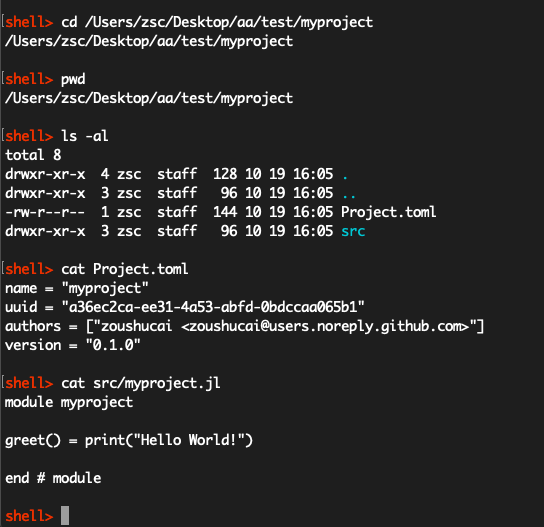 shell> cd /Users/zsc/Desktop/aa/test/myproject
/Users/zsc/Desktop/aa/test/myproject
shell> pwd
/Users/zsc/Desktop/aa/test/myproject
shell> ls -al
total 8
drwxr-xr-x  4 zsc  staff  128 10 19 16:05 .
drwxr-xr-x  3 zsc  staff   96 10 19 16:05 ..
-rw-r--r--  1 zsc  staff  144 10 19 16:05 Project.toml
drwxr-xr-x  3 zsc  staff   96 10 19 16:05 src
shell> cat Project.toml
name = "myproject"
uuid = "a36ec2ca-ee31-4a53-abfd-0bdccaa065b1"
authors = ["zoushucai <zoushucai@users.noreply.github.com>"]
version = "0.1.0"
shell> cat src/myproject.jl
module myproject
greet() = print("Hello World!")
end # module
shell>